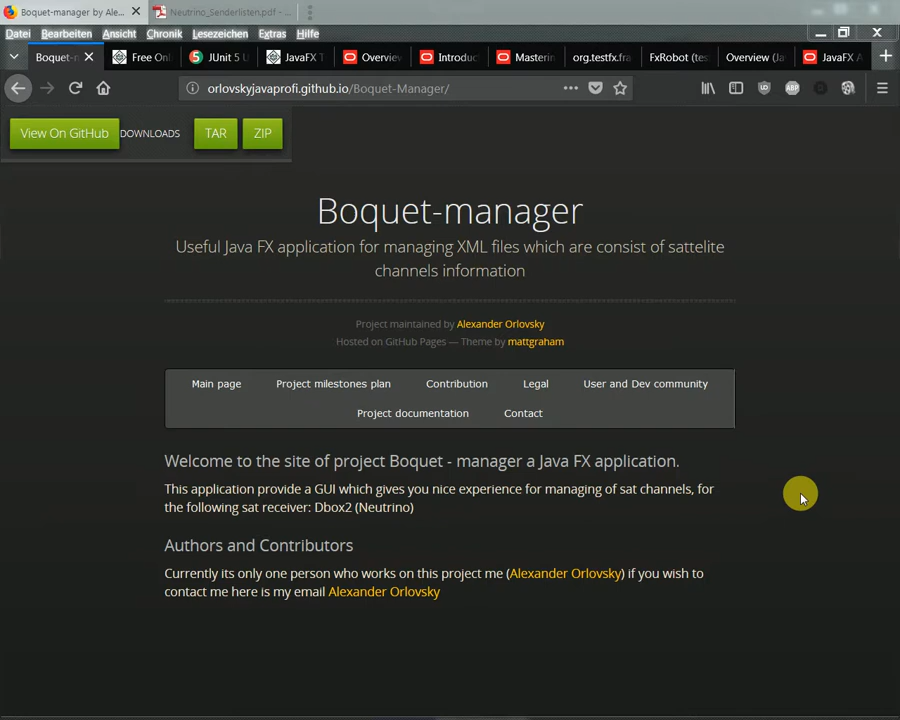 Boquet-manager by Ale...
Neutrino_Senderlisten.pdf - ...
Datei Bearbeiten Ansicht Chronik Lesezeichen Extras Hilfe
Boquet-
Free Onl
JUnit 5 U
JavaFX T
Overview
Introduc
Masterin
org.testfx.fra
FxRobot (tes
Overview (Ja
JavaFX A
orlovskyjavaprofi.github.io/Boquet-Manager/
View On GitHub DOWNLOADS TAR ZIP
Boquet-manager
Useful Java FX application for managing XML files which are consist of sattelite
channels information
Project maintained by Alexander Orlovsky
Hosted on GitHub Pages — Theme by mattgraham
Main page Project milestones plan Contribution Legal User and Dev community
Project documentation Contact
Welcome to the site of project Boquet - manager a Java FX application.
This application provide a GUI which gives you nice experience for managing of sat channels, for
the following sat receiver: Dbox2 (Neutrino)
Authors and Contributors
Currently its only one person who works on this project me (Alexander Orlovsky) if you wish to
contact me here is my email Alexander Orlovsky